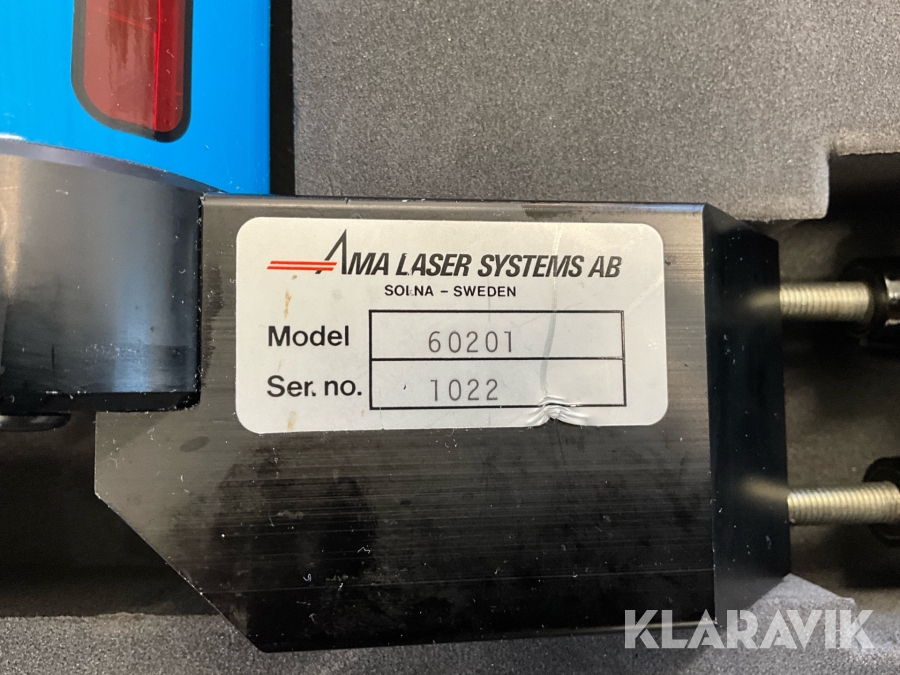 AMA LASER SYSTEMS AB
SOLNA - SWEDEN
Model 60201
Ser. no. 1022
KLARAVIK